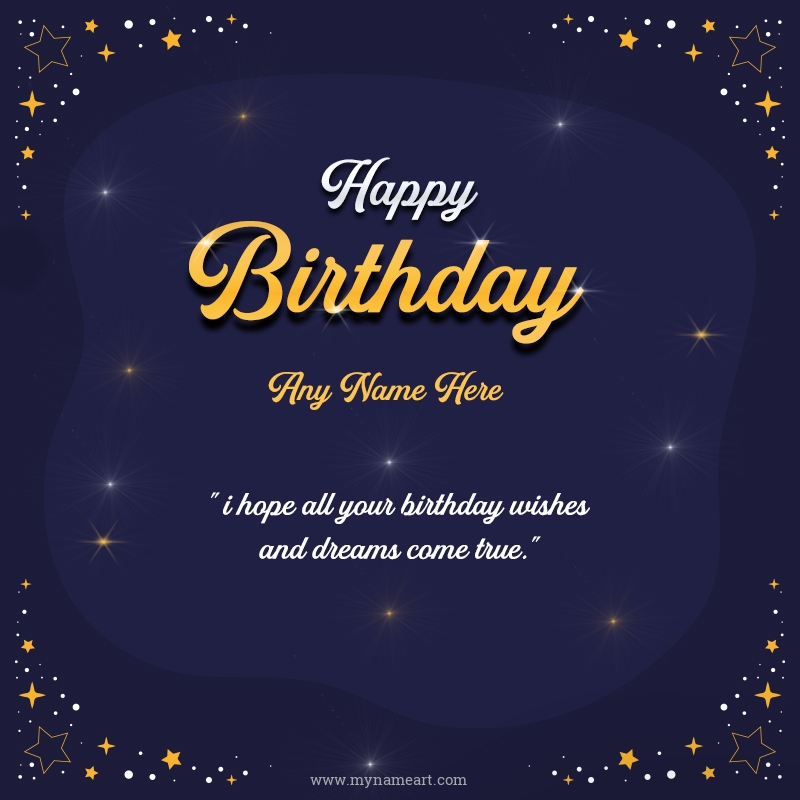 Happy
Birthday
Any Name Here
" i hope all your birthday wishes
and dreams come true."
www.mynameart.com